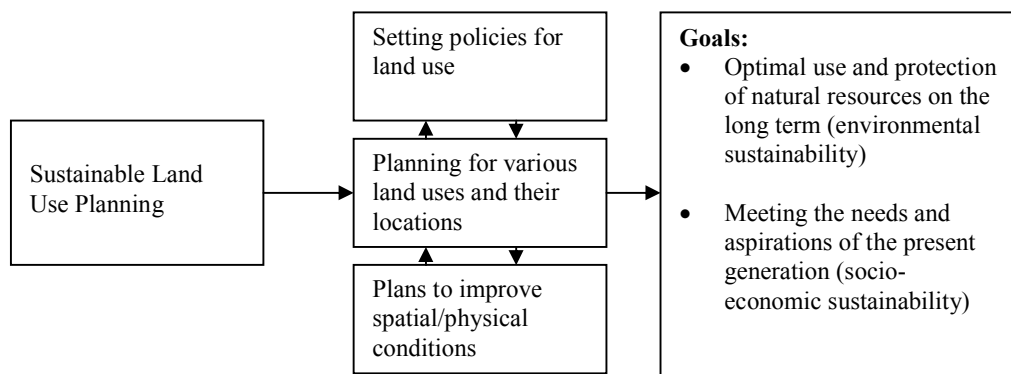 Sustainable Land
Use Planning
Setting policies for
land use
Planning for various
land uses and their
locations
Plans to improve
spatial/physical
conditions
Goals:
• Optimal use and protection
of natural resources on the
long term (environmental
sustainability)
• Meeting the needs and
aspirations of the present
generation (socio-
economic sustainability)